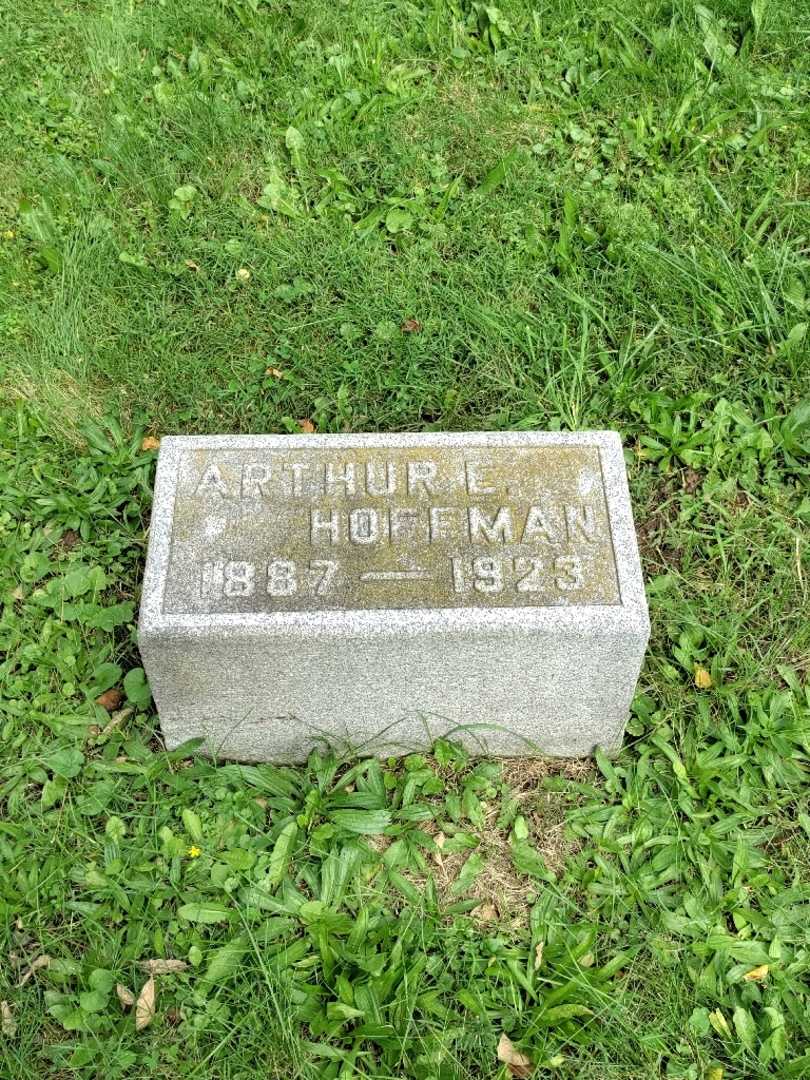 ARTHUR E.
HOFFMAN
1887 — 1923